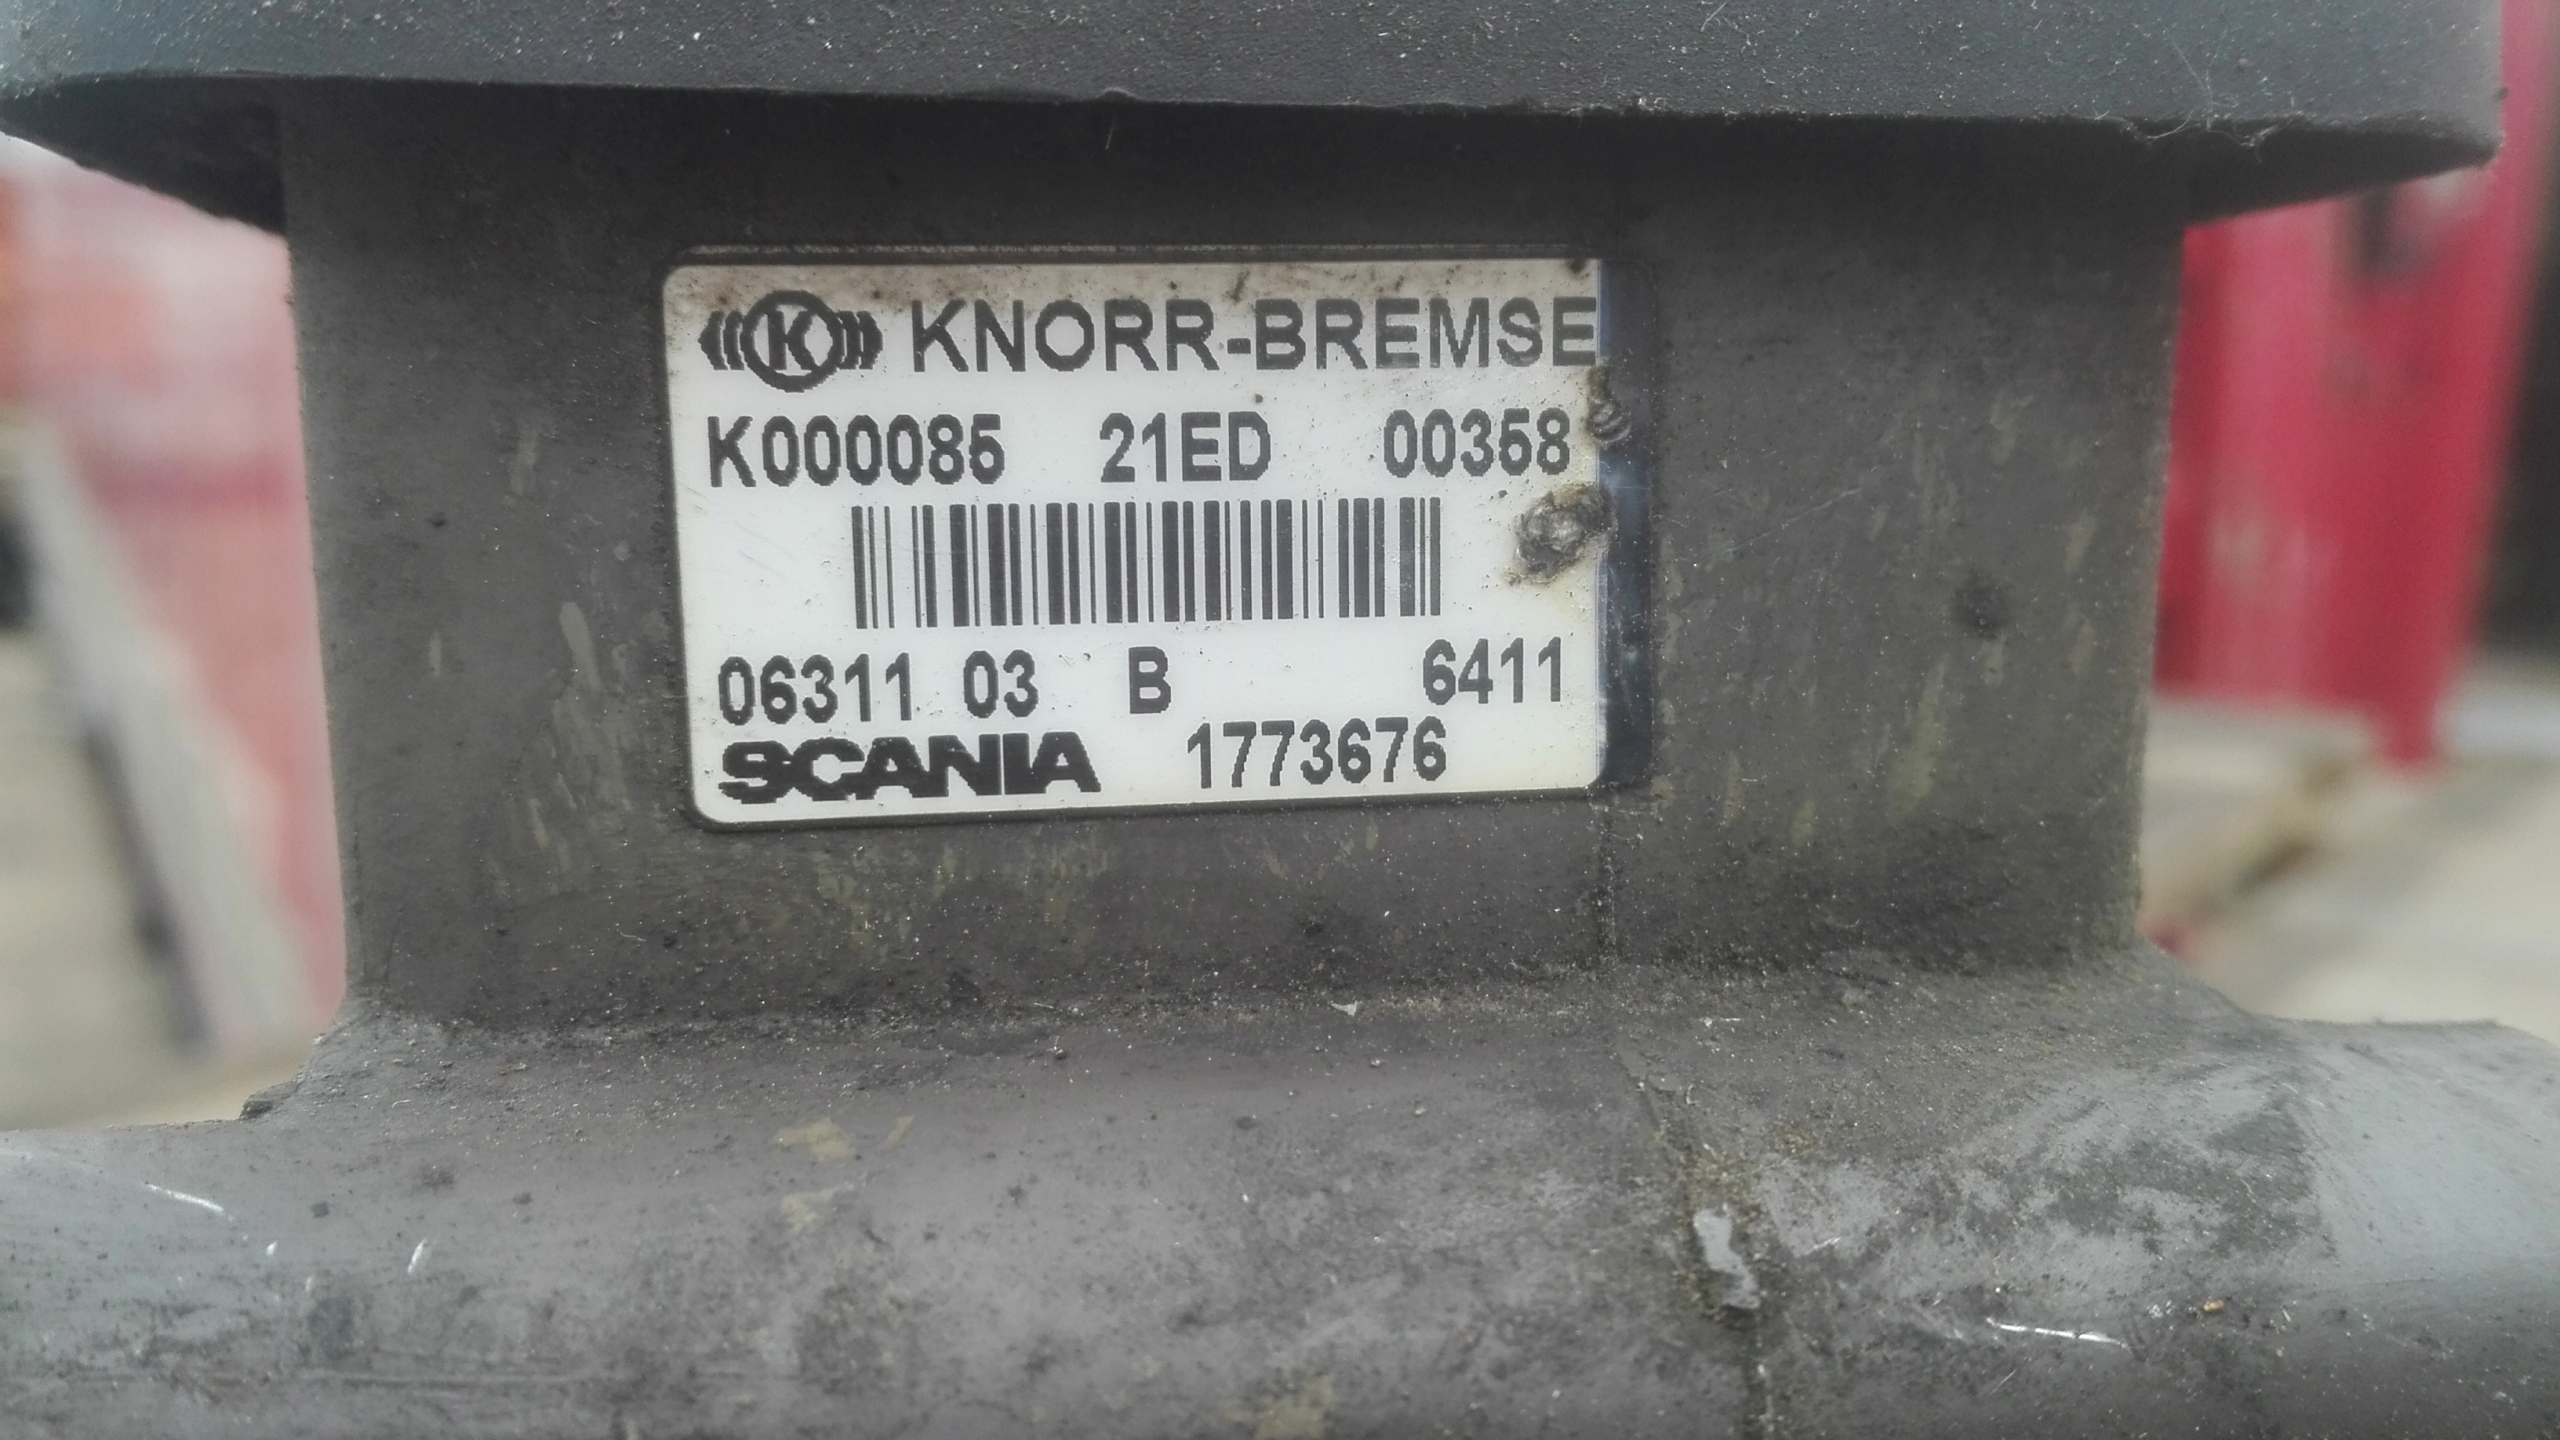 K KNORR-BREMSE
K000085 21ED 00358
06311 03 B 6411
SCANIA 1773676